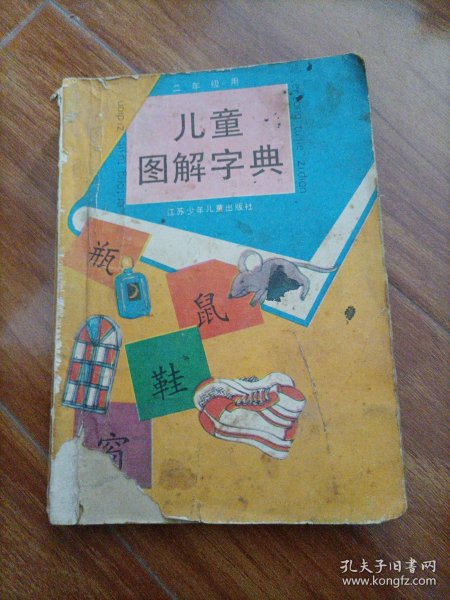 二年级用
儿童
图解字典
江苏少年儿童出版社
瓶
鼠
鞋
窗
孔夫子旧书网
www.kongfz.com